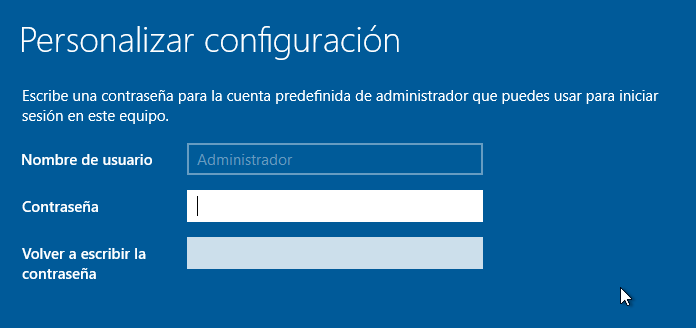 Personalizar configuración
Escribe una contraseña para la cuenta predefinida de administrador que puedes usar para iniciar
sesión en este equipo.
Nombre de usuario
Administrador
Contraseña
Volver a escribir la
contraseña